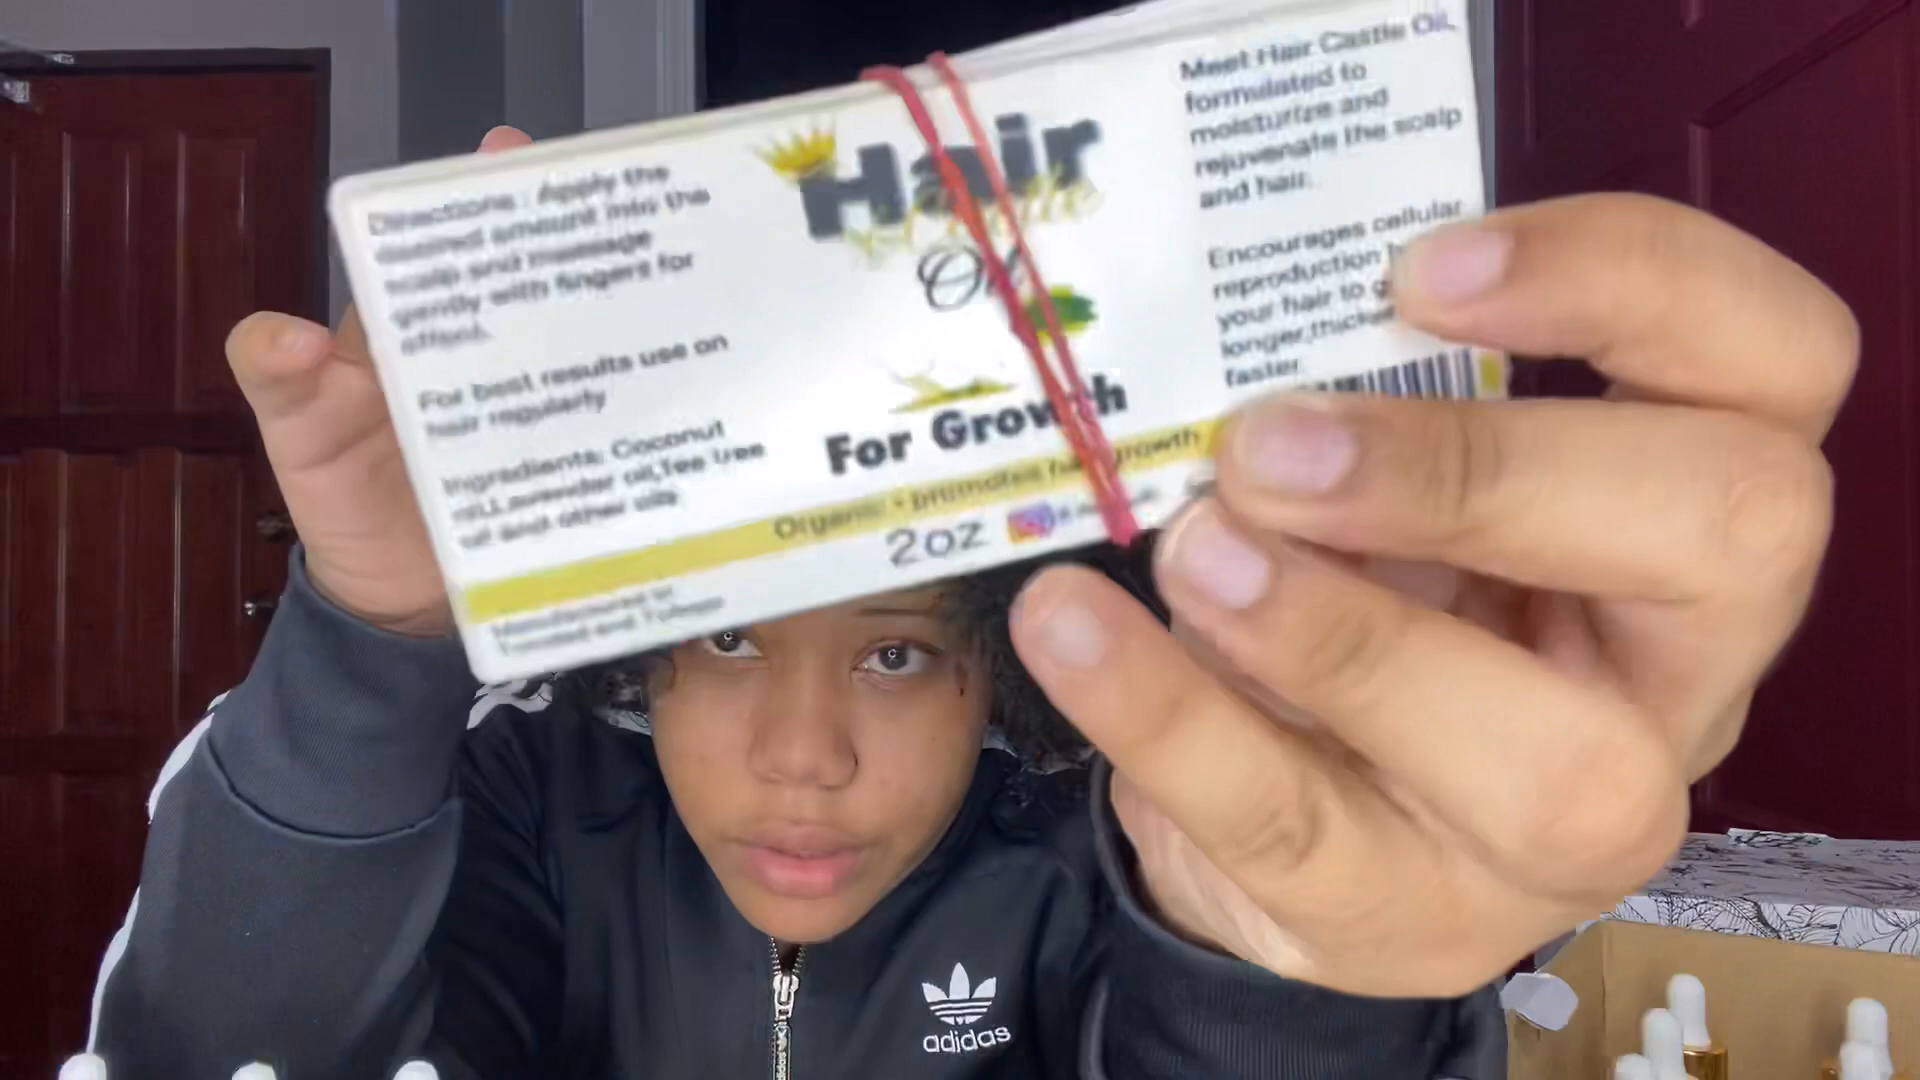 Directions : Apply the
desired amount into the
scalp and massage
gently with fingers for
effect.
For best results use on
hair regularly
Ingredients: Coconut
oil,Lavender oil,Tee tree
oil and other oils
Manufactured in
Trinidad and Tobago
Hair
Castle
Oil
For Growth
Organic • promotes hair growth
2oz
Meet Hair Castle Oil,
formulated to
moisturize and
rejuvenate the scalp
and hair.
Encourages cellular
reproduction
your hair to
longer,thicker
faster.
adidas
adidas